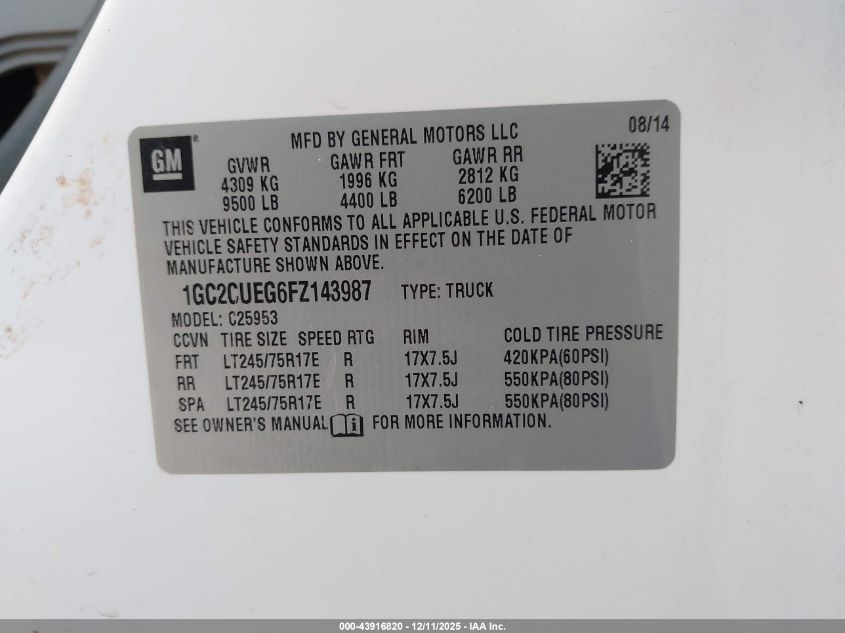 GM ®
MFD BY GENERAL MOTORS LLC 08/14
GVWR GAWR FRT GAWR RR
4309 KG 1996 KG 2812 KG
9500 LB 4400 LB 6200 LB
THIS VEHICLE CONFORMS TO ALL APPLICABLE U.S. FEDERAL MOTOR
VEHICLE SAFETY STANDARDS IN EFFECT ON THE DATE OF
MANUFACTURE SHOWN ABOVE.
1GC2CUEG6FZ143987 TYPE: TRUCK
MODEL: C25953
CCVN TIRE SIZE SPEED RTG RIM COLD TIRE PRESSURE
FRT LT245/75R17E R 17X7.5J 420KPA(60PSI)
RR LT245/75R17E R 17X7.5J 550KPA(80PSI)
SPA LT245/75R17E R 17X7.5J 550KPA(80PSI)
SEE OWNER'S MANUAL i FOR MORE INFORMATION.
000-43916820 - 12/11/2025 - IAA Inc.